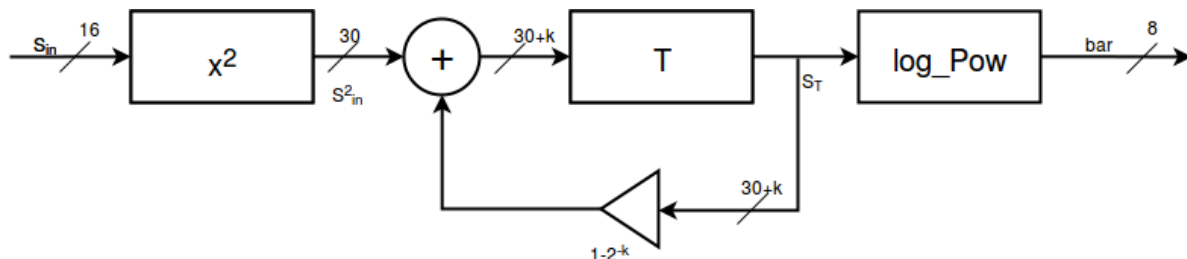 S_in
16
x²
30
S²_in
+
30+k
T
S_T
log_Pow
bar
8
30+k
1-2^-k